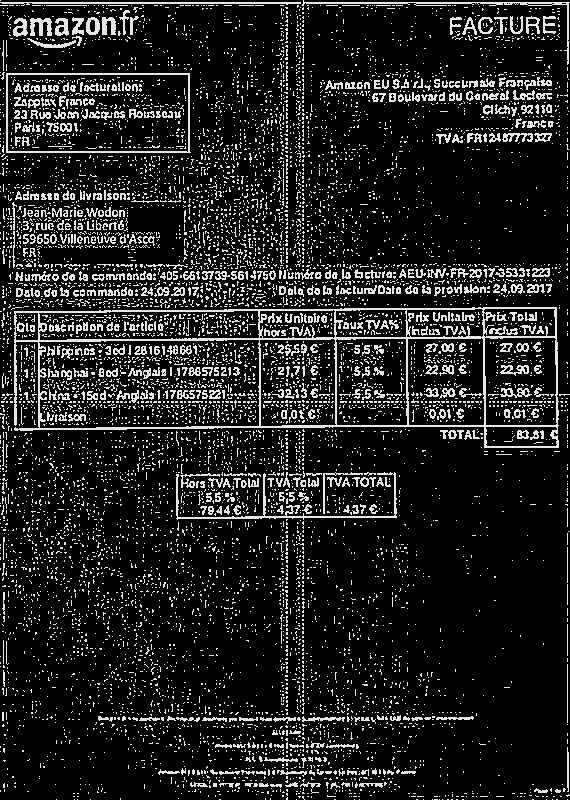 amazon.fr
FACTURE
Adresse de facturation:
Zapptax France
23 Rue Jean Jacques Rousseau
Paris, 75001
FR
Amazon EU S.à r.l., Succursale Française
67 Boulevard du General Leclerc
Clichy 92110
France
TVA: FR12487773327
Adresse de livraison:
Jean-Marie Wodon
3, rue de la Liberté
59650 Villeneuve d'Ascq
FR
Numéro de la commande: 405-6613739-5614760 Numéro de la facture: AEU-INV-FR-2017-35331223
Date de la commande: 24.09.2017 Date de la facture/Date de la provision: 24.09.2017
Qté Description de l'article Prix Unitaire (hors TVA) Taux TVA% Prix Unitaire (inclus TVA) Prix Total (inclus TVA)
1 Philippines - 3ed | 2816148661 25,59 € 5,5 % 27,00 € 27,00 €
1 Shanghai - 8ed - Anglais | 1786575213 21,71 € 5,5 % 22,90 € 22,90 €
1 China - 15ed - Anglais | 1786575221 32,13 € 5,5 % 33,90 € 33,90 €
Livraison 0,01 € 0,01 € 0,01 €
TOTAL: 83,81 €
Hors TVA Total TVA Total TVA TOTAL
5,5 % 5,5 %
79,44 € 4,37 € 4,37 €